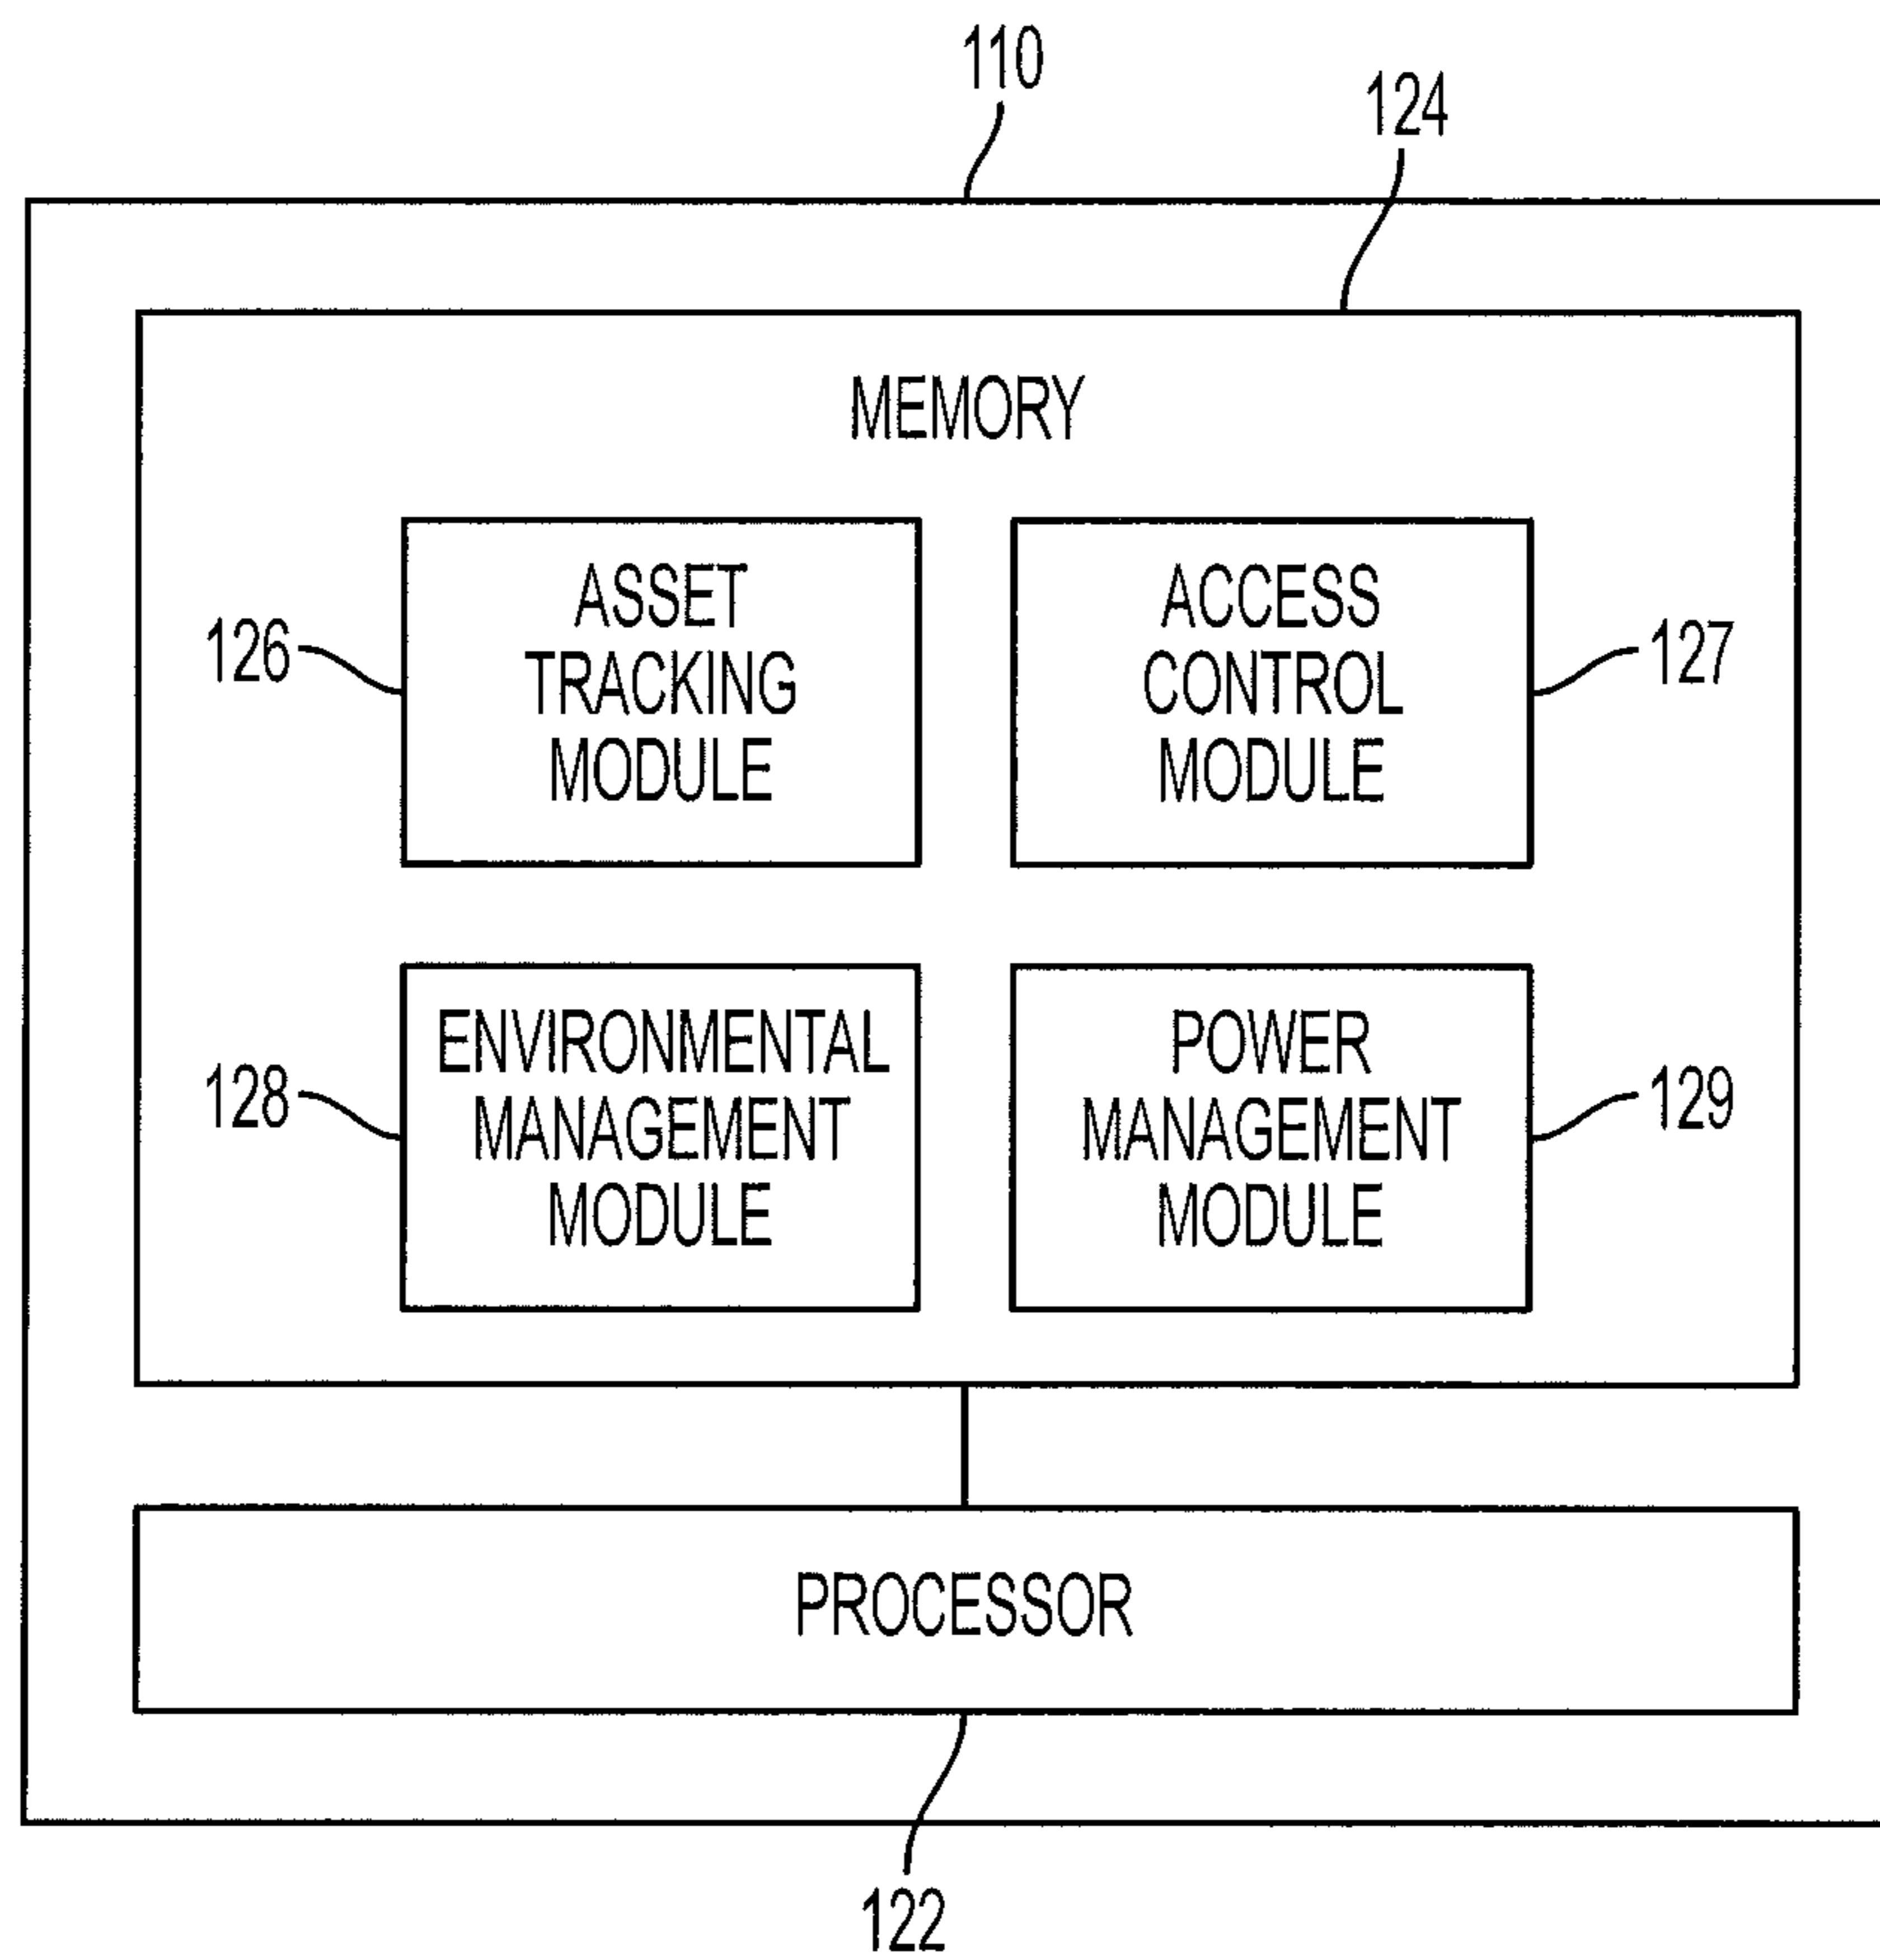 110
124
MEMORY
ASSET
TRACKING
MODULE
126
ACCESS
CONTROL
MODULE
127
ENVIRONMENTAL
MANAGEMENT
MODULE
128
POWER
MANAGEMENT
MODULE
129
PROCESSOR
122